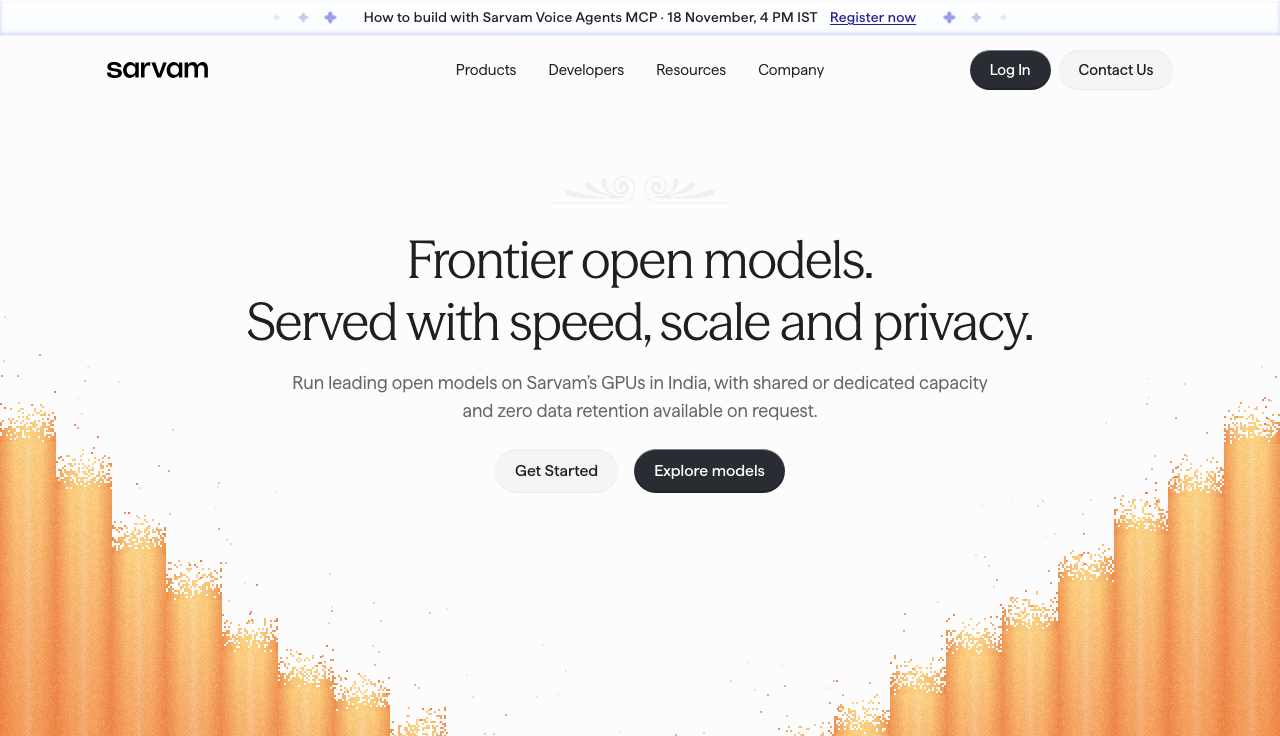 How to build with Sarvam Voice Agents MCP · 18 November, 4 PM IST Register now
sarvam
Products Developers Resources Company
Log In Contact Us
Frontier open models.
Served with speed, scale and privacy.
Run leading open models on Sarvam's GPUs in India, with shared or dedicated capacity
and zero data retention available on request.
Get Started Explore models